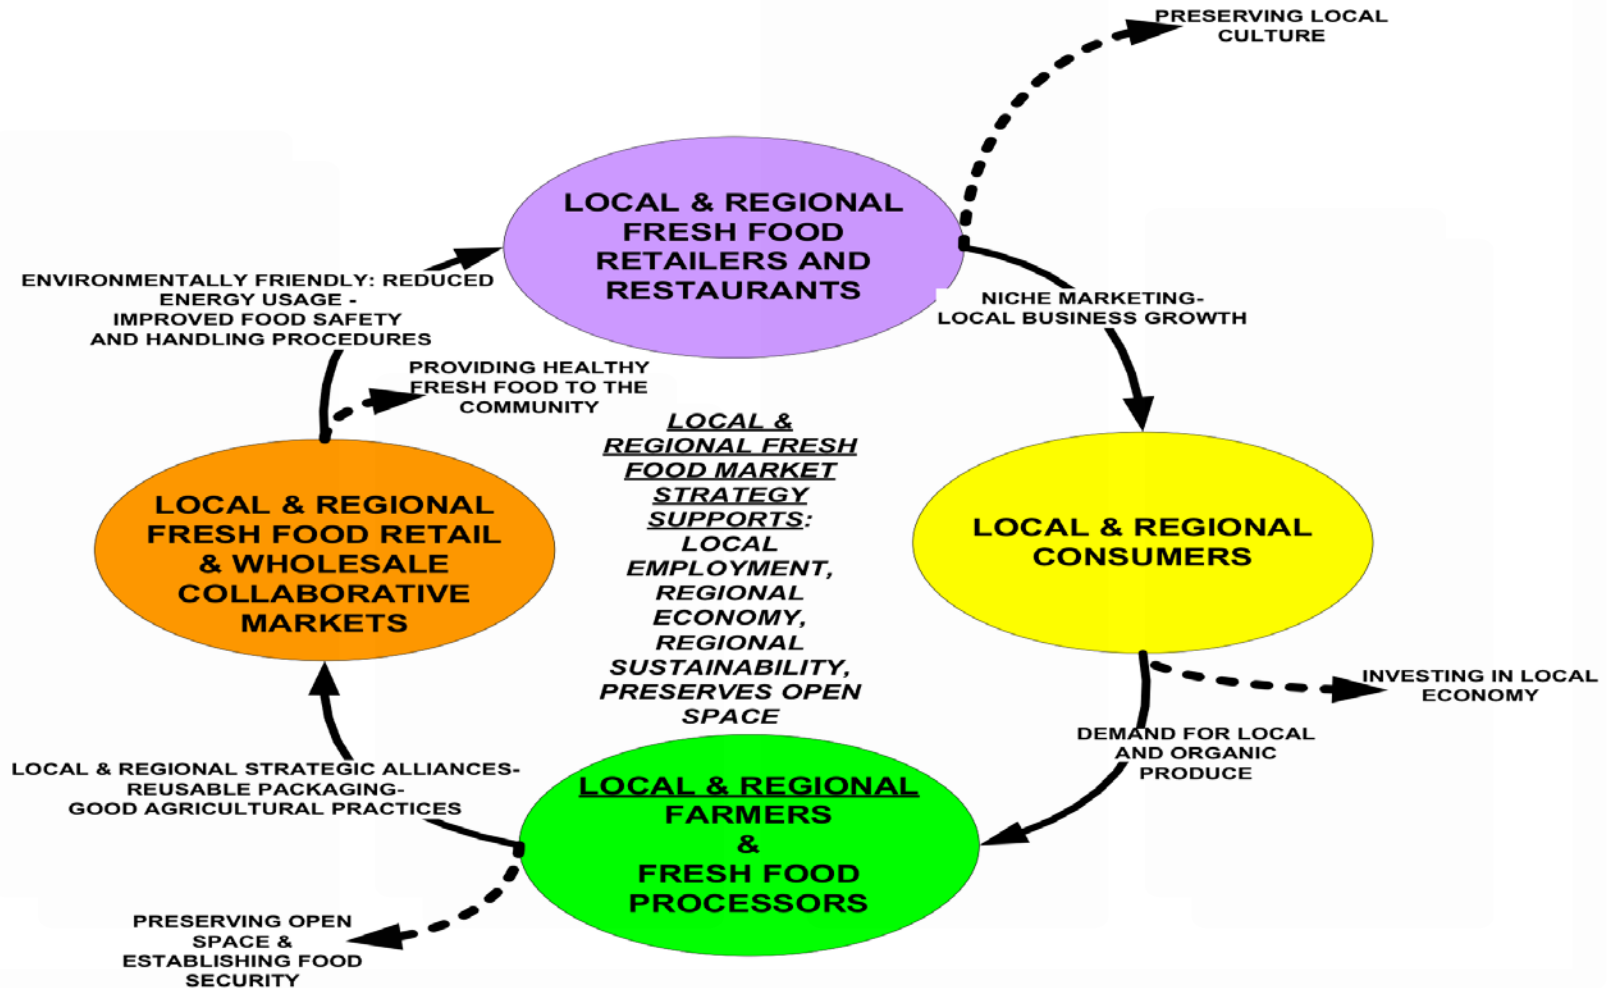 PRESERVING LOCAL
CULTURE
LOCAL & REGIONAL
FRESH FOOD
RETAILERS AND
RESTAURANTS
ENVIRONMENTALLY FRIENDLY: REDUCED
ENERGY USAGE -
IMPROVED FOOD SAFETY
AND HANDLING PROCEDURES
NICHE MARKETING-
LOCAL BUSINESS GROWTH
PROVIDING HEALTHY
FRESH FOOD TO THE
COMMUNITY
LOCAL &
REGIONAL FRESH
FOOD MARKET
STRATEGY
SUPPORTS:
LOCAL
EMPLOYMENT,
REGIONAL
ECONOMY,
REGIONAL
SUSTAINABILITY,
PRESERVES OPEN
SPACE
LOCAL & REGIONAL
FRESH FOOD RETAIL
& WHOLESALE
COLLABORATIVE
MARKETS
LOCAL & REGIONAL
CONSUMERS
INVESTING IN LOCAL
ECONOMY
DEMAND FOR LOCAL
AND ORGANIC
PRODUCE
LOCAL & REGIONAL STRATEGIC ALLIANCES-
REUSABLE PACKAGING-
GOOD AGRICULTURAL PRACTICES
LOCAL & REGIONAL
FARMERS
&
FRESH FOOD
PROCESSORS
PRESERVING OPEN
SPACE &
ESTABLISHING FOOD
SECURITY